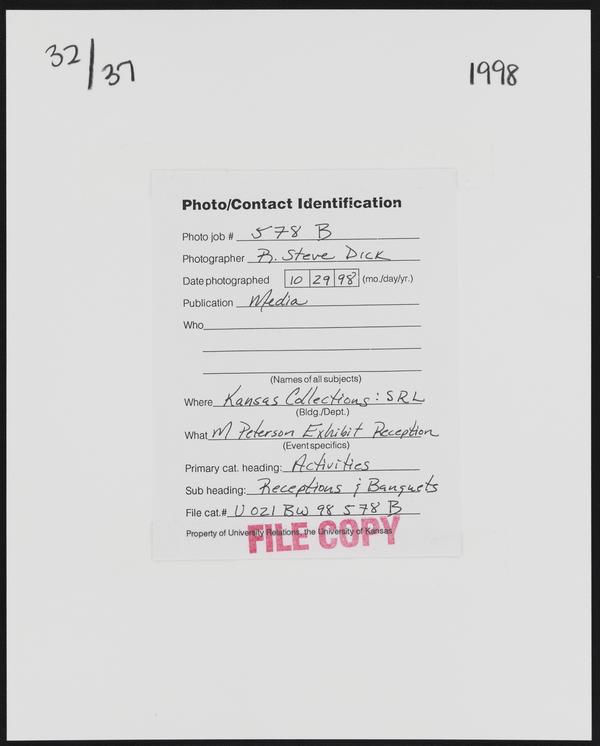 32/37
1998
Photo/Contact Identification
Photo job # 578 B
Photographer R. Steve Dick
Date photographed 10 29 98 (mo./day/yr.)
Publication Media
Who
(Names of all subjects)
Where Kansas Collections: SRL
(Bldg./Dept.)
What M Peterson Exhibit Reception
(Event specifics)
Primary cat. heading: Activities
Sub heading: Receptions & Banquets
File cat.# U 021 BW 98 578 B
Property of University Relations, the University of Kansas
FILE COPY